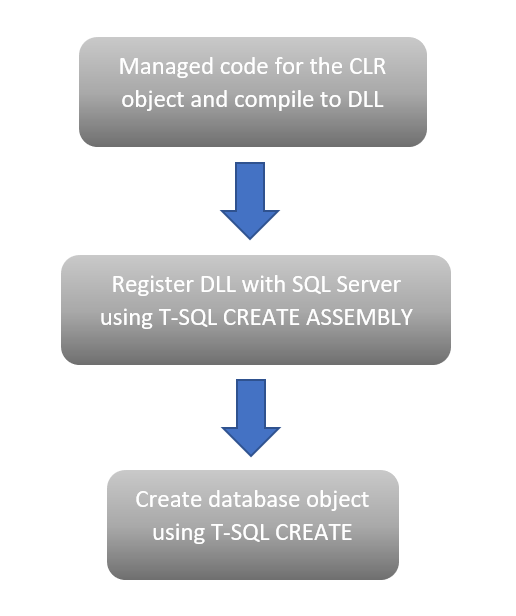 Managed code for the CLR
object and compile to DLL
Register DLL with SQL Server
using T-SQL CREATE ASSEMBLY
Create database object
using T-SQL CREATE